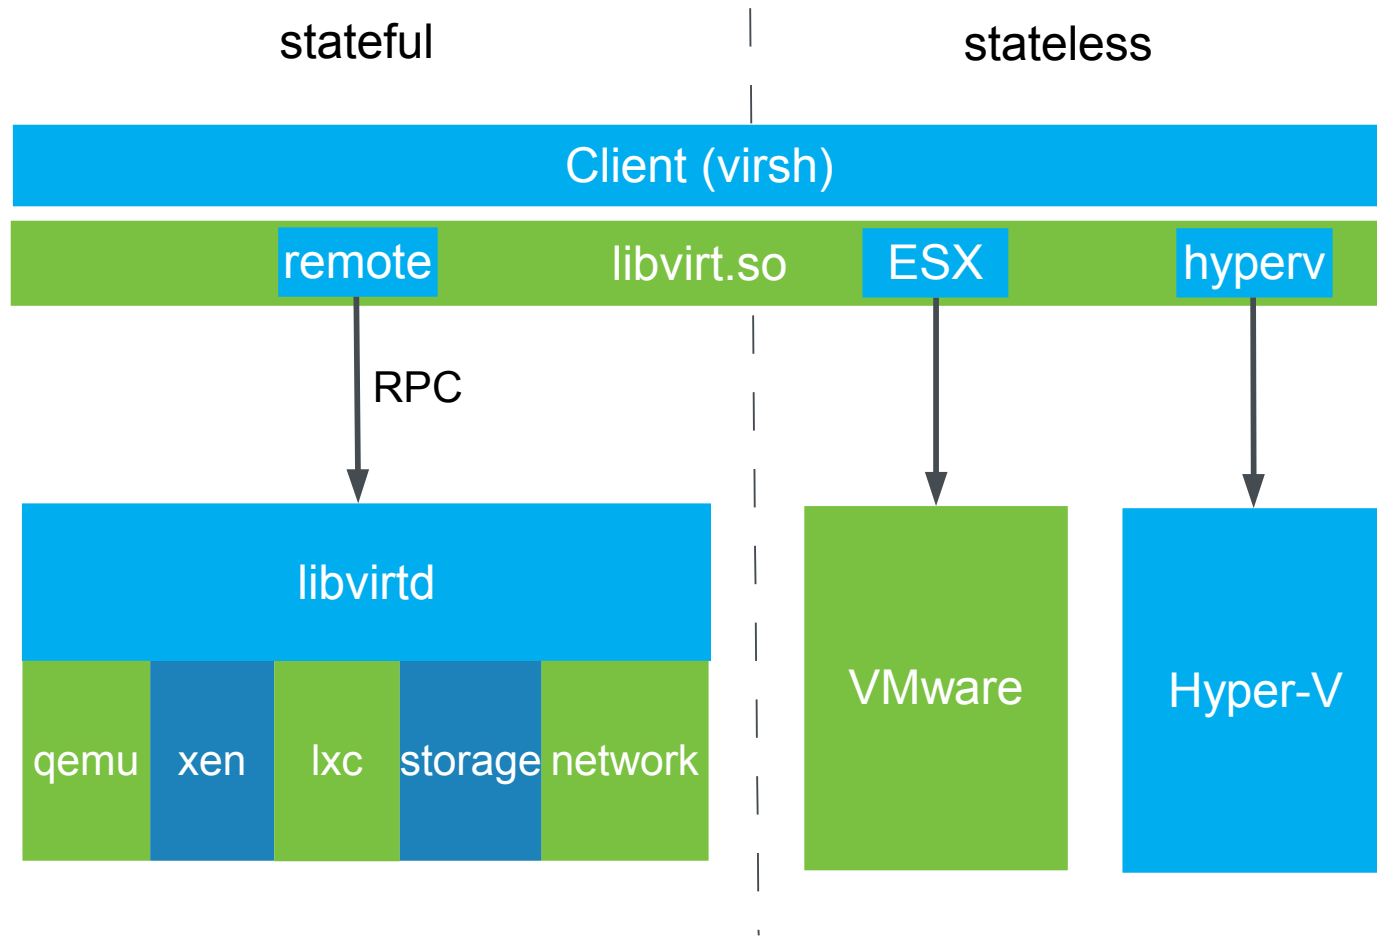 stateful
stateless
Client (virsh)
remote
libvirt.so
ESX
hyperv
RPC
libvirtd
VMware
Hyper-V
qemu
xen
lxc
storage
network